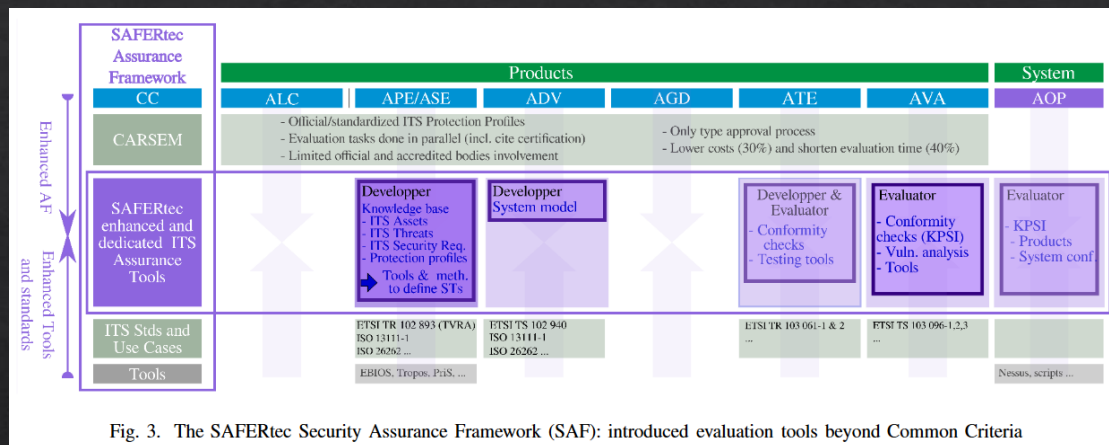 SAFERtec
Assurance
Framework
Products
System
CC
ALC
APE/ASE
ADV
AGD
ATE
AVA
AOP
CARSEM
- Official/standardized ITS Protection Profiles
- Evaluation tasks done in parallel (incl. cite certification)
- Limited official and accredited bodies involvement
- Only type approval process
- Lower costs (30%) and shorten evaluation time (40%)
Enhanced AF
Enhanced Tools
and standards
SAFERtec
enhanced and
dedicated ITS
Assurance
Tools
Developper
Knowledge base
- ITS Assets
- ITS Threats
- ITS Security Req.
- Protection profiles
Tools & meth.
to define STs
Developper
System model
Developper &
Evaluator
- Conformity
checks
- Testing tools
Evaluator
- Conformity
checks (KPSI)
- Vuln. analysis
- Tools
Evaluator
- KPSI
- Products
- System conf.
ITS Stds and
Use Cases
ETSI TR 102 893 (TVRA)
ISO 13111-1
ISO 26262 ...
ETSI TS 102 940
ISO 13111-1
ISO 26262 ...
ETSI TR 103 061-1 & 2
...
ETSI TS 103 096-1,2,3
...
Tools
EBIOS, Tropos, PriS, ...
Nessus, scripts ...
Fig. 3. The SAFERtec Security Assurance Framework (SAF): introduced evaluation tools beyond Common Criteria